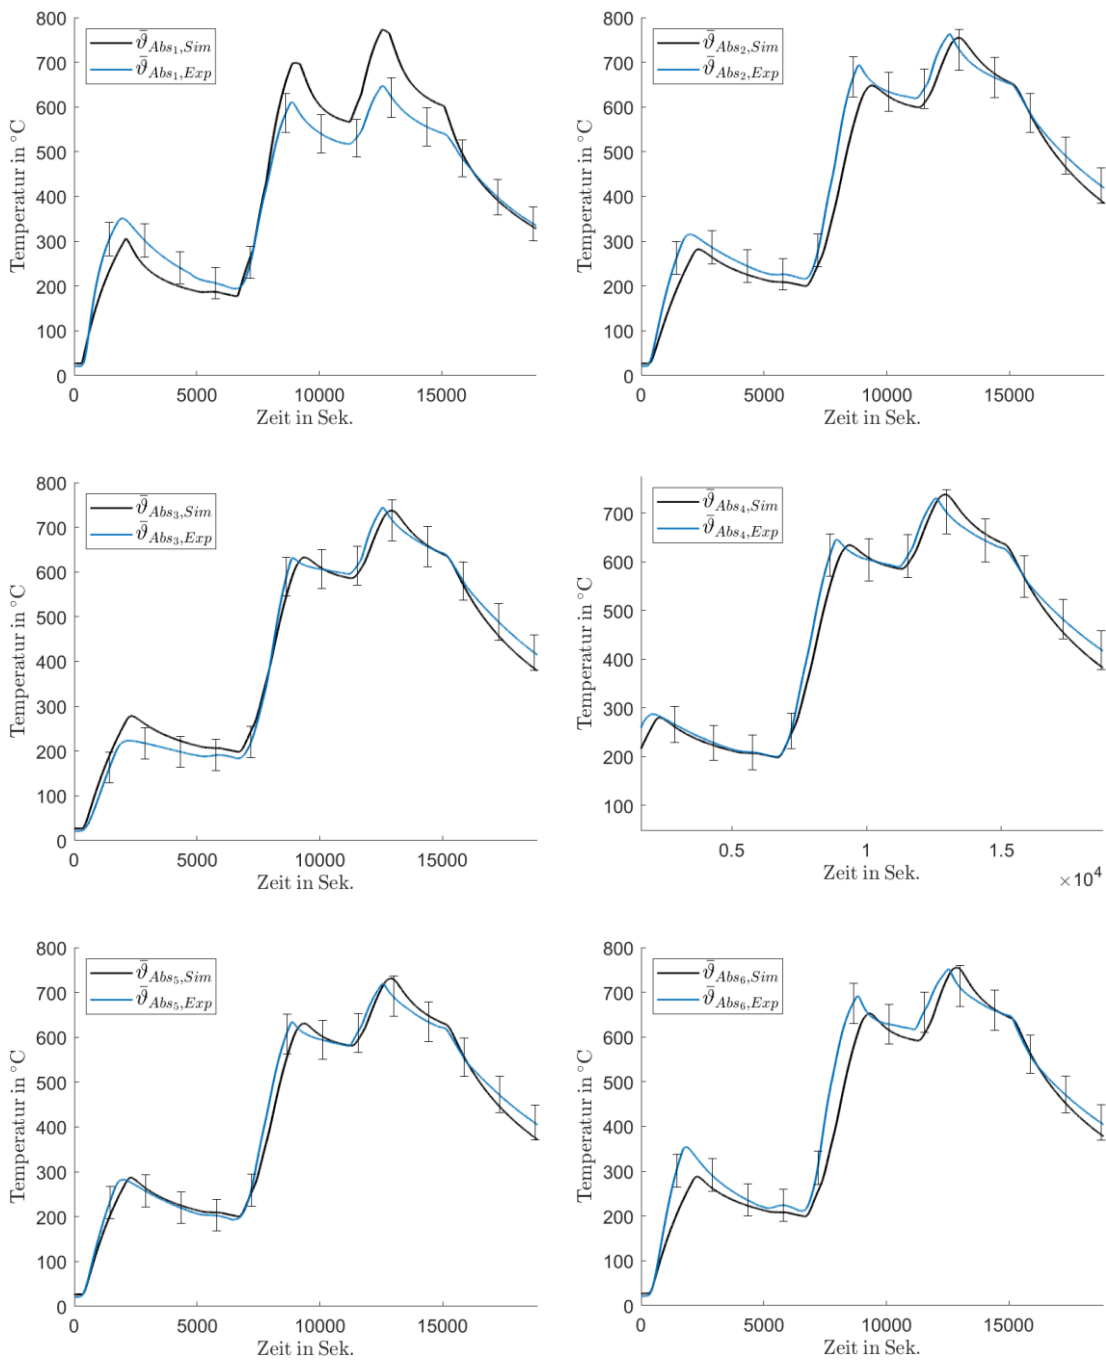 800
700
600
500
400
300
200
100
0
Temperatur in °C
ϑ̄Abs₁,Sim
ϑ̄Abs₁,Exp
0 5000 10000 15000
Zeit in Sek.
800
700
600
500
400
300
200
100
0
Temperatur in °C
ϑ̄Abs₂,Sim
ϑ̄Abs₂,Exp
0 5000 10000 15000
Zeit in Sek.
800
700
600
500
400
300
200
100
0
Temperatur in °C
ϑ̄Abs₃,Sim
ϑ̄Abs₃,Exp
0 5000 10000 15000
Zeit in Sek.
700
600
500
400
300
200
100
Temperatur in °C
ϑ̄Abs₄,Sim
ϑ̄Abs₄,Exp
0.5 1 1.5
Zeit in Sek.
×10⁴
800
700
600
500
400
300
200
100
0
Temperatur in °C
ϑ̄Abs₅,Sim
ϑ̄Abs₅,Exp
0 5000 10000 15000
Zeit in Sek.
800
700
600
500
400
300
200
100
0
Temperatur in °C
ϑ̄Abs₆,Sim
ϑ̄Abs₆,Exp
0 5000 10000 15000
Zeit in Sek.